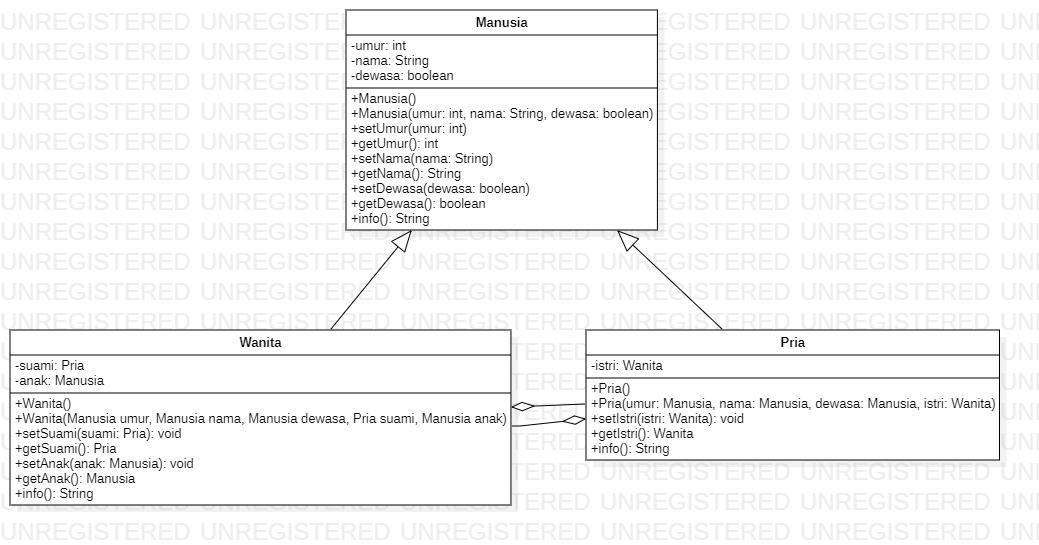 Manusia
-umur: int
-nama: String
-dewasa: boolean
+Manusia()
+Manusia(umur: int, nama: String, dewasa: boolean)
+setUmur(umur: int)
+getUmur(): int
+setNama(nama: String)
+getNama(): String
+setDewasa(dewasa: boolean)
+getDewasa(): boolean
+info(): String
Wanita
-suami: Pria
-anak: Manusia
+Wanita()
+Wanita(Manusia umur, Manusia nama, Manusia dewasa, Pria suami, Manusia anak)
+setSuami(suami: Pria): void
+getSuami(): Pria
+setAnak(anak: Manusia): void
+getAnak(): Manusia
+info(): String
Pria
-istri: Wanita
+Pria()
+Pria(umur: Manusia, nama: Manusia, dewasa: Manusia, istri: Wanita)
+setIstri(istri: Wanita): void
+getIstri(): Wanita
+info(): String
UNREGISTERED